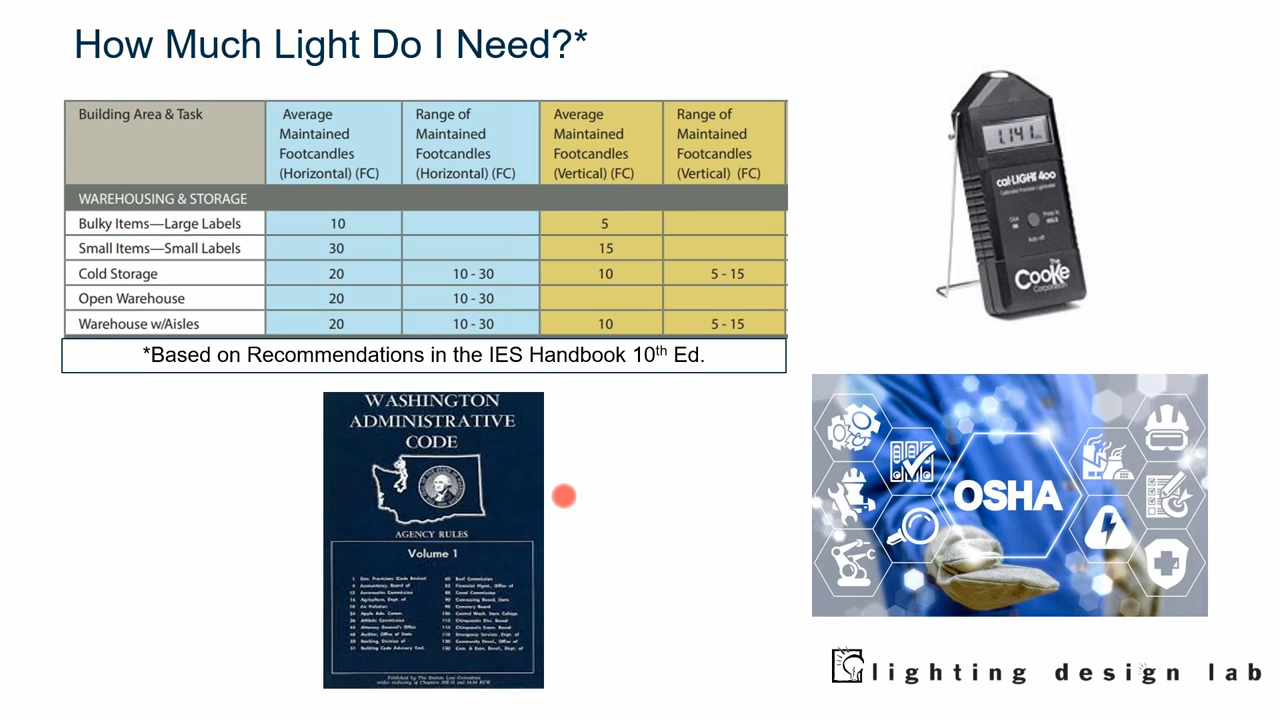 How Much Light Do I Need?*
Building Area & Task
Average Maintained Footcandles (Horizontal) (FC)
Range of Maintained Footcandles (Horizontal) (FC)
Average Maintained Footcandles (Vertical) (FC)
Range of Maintained Footcandles (Vertical) (FC)
WAREHOUSING & STORAGE
Bulky Items—Large Labels 10 5
Small Items—Small Labels 30 15
Cold Storage 20 10 - 30 10 5 - 15
Open Warehouse 20 10 - 30
Warehouse w/Aisles 20 10 - 30 10 5 - 15
*Based on Recommendations in the IES Handbook 10th Ed.
1.141
cal·LIGHT 400
Calibrated Precision Lightmeter
The
Cooke
Corporation
WASHINGTON
ADMINISTRATIVE
CODE
AGENCY RULES
Volume 1
OSHA
lighting design lab